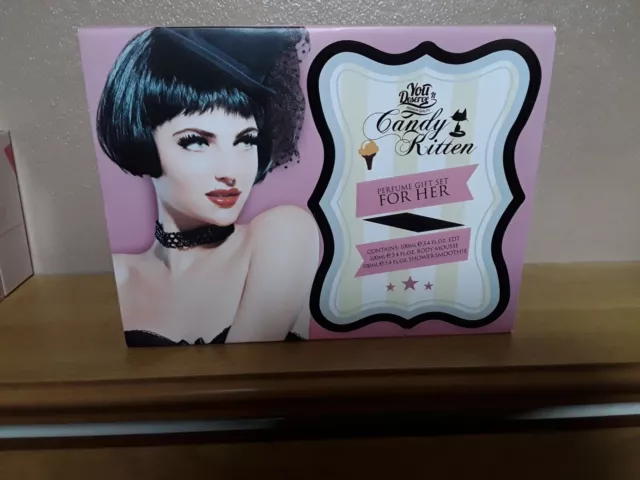 You
Deserve it
Candy
Kitten
PERFUME GIFT SET
FOR HER
CONTAINS: 100ML ℮ 3.4 FL.OZ. EDT
100ML ℮ 3.4 FL.OZ. BODY MOUSSE
100ML ℮ 3.4 FL.OZ. SHOWER SMOOTHIE